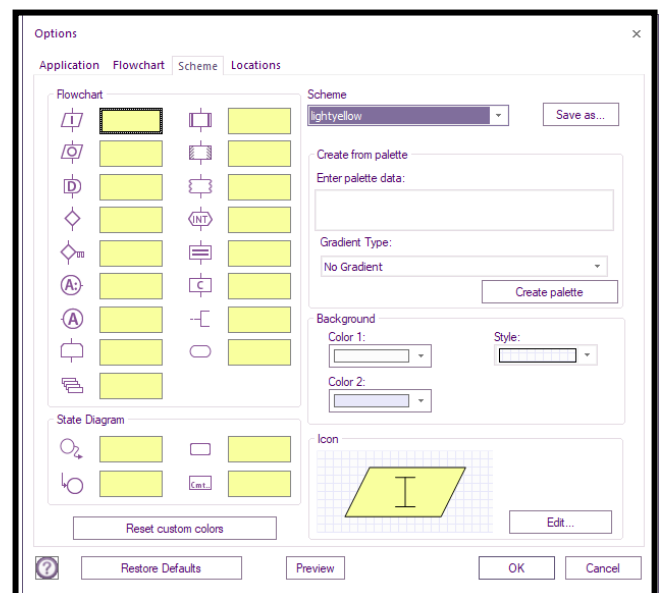 Options
Application Flowchart Scheme Locations
Flowchart
I
O
D
INT
A:
C
A
State Diagram
Cmt...
Reset custom colors
Scheme
lightyellow
Save as...
Create from palette
Enter palette data:
Gradient Type:
No Gradient
Create palette
Background
Color 1:
Style:
Color 2:
Icon
I
Edit...
?
Restore Defaults
Preview
OK
Cancel